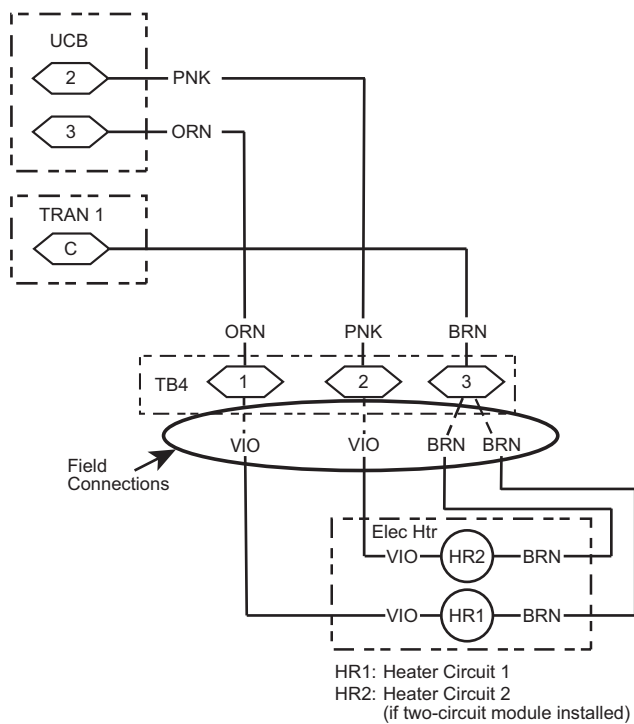 UCB
2 PNK
3 ORN
TRAN 1
C
ORN PNK BRN
TB4 1 2 3
VIO VIO BRN BRN
Field
Connections
Elec Htr
VIO HR2 BRN
VIO HR1 BRN
HR1: Heater Circuit 1
HR2: Heater Circuit 2
(if two-circuit module installed)